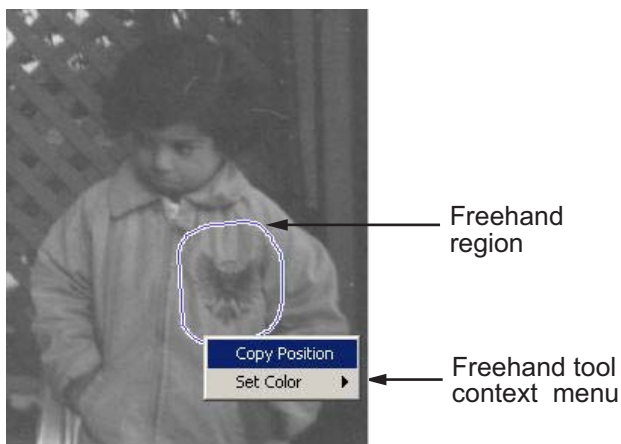 Freehand
region
Copy Position
Set Color
Freehand tool
context menu